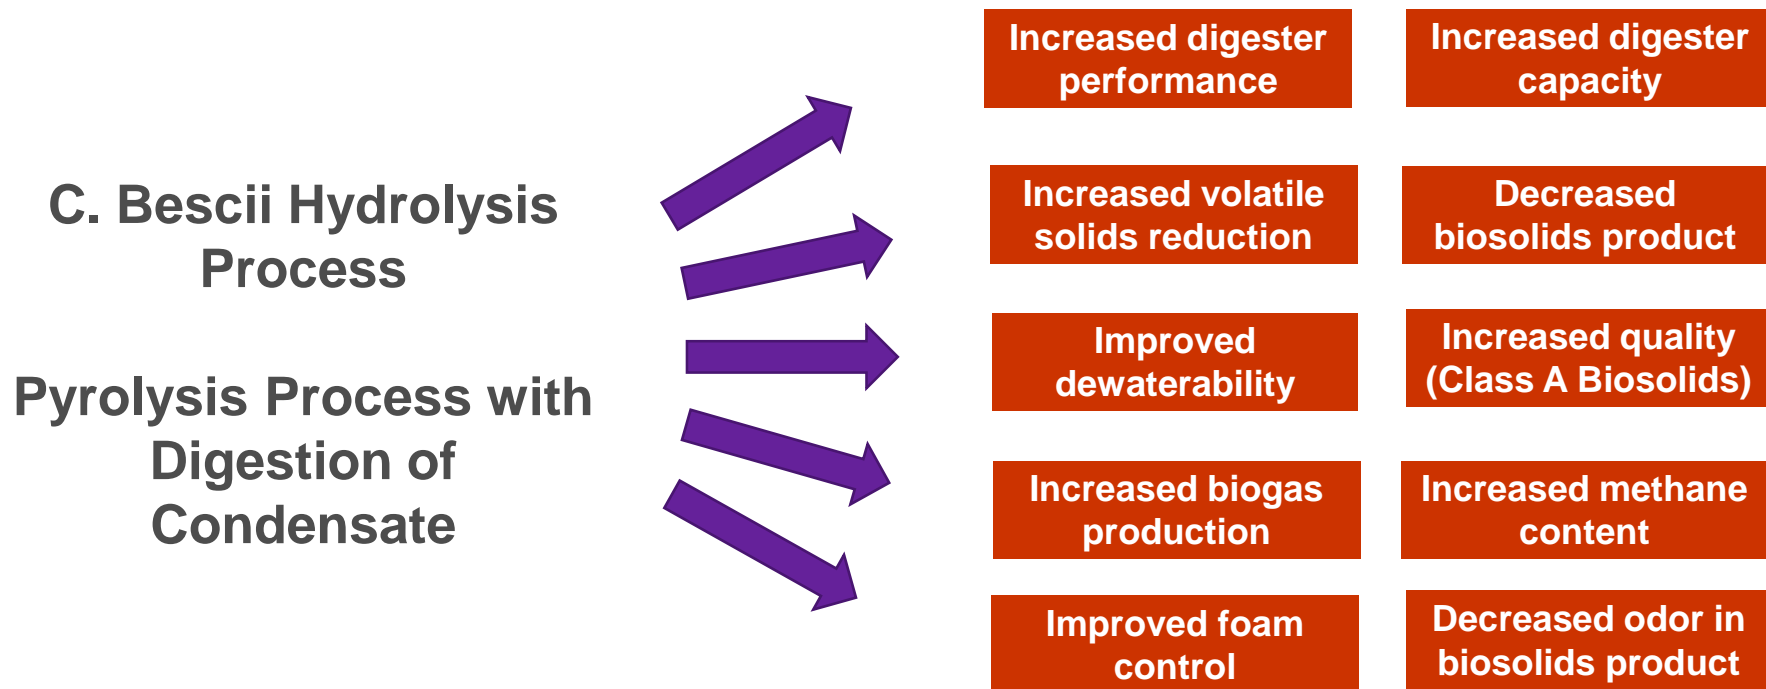 C. Bescii Hydrolysis
Process
Pyrolysis Process with
Digestion of
Condensate
Increased digester
performance
Increased digester
capacity
Increased volatile
solids reduction
Decreased
biosolids product
Improved
dewaterability
Increased quality
(Class A Biosolids)
Increased biogas
production
Increased methane
content
Improved foam
control
Decreased odor in
biosolids product